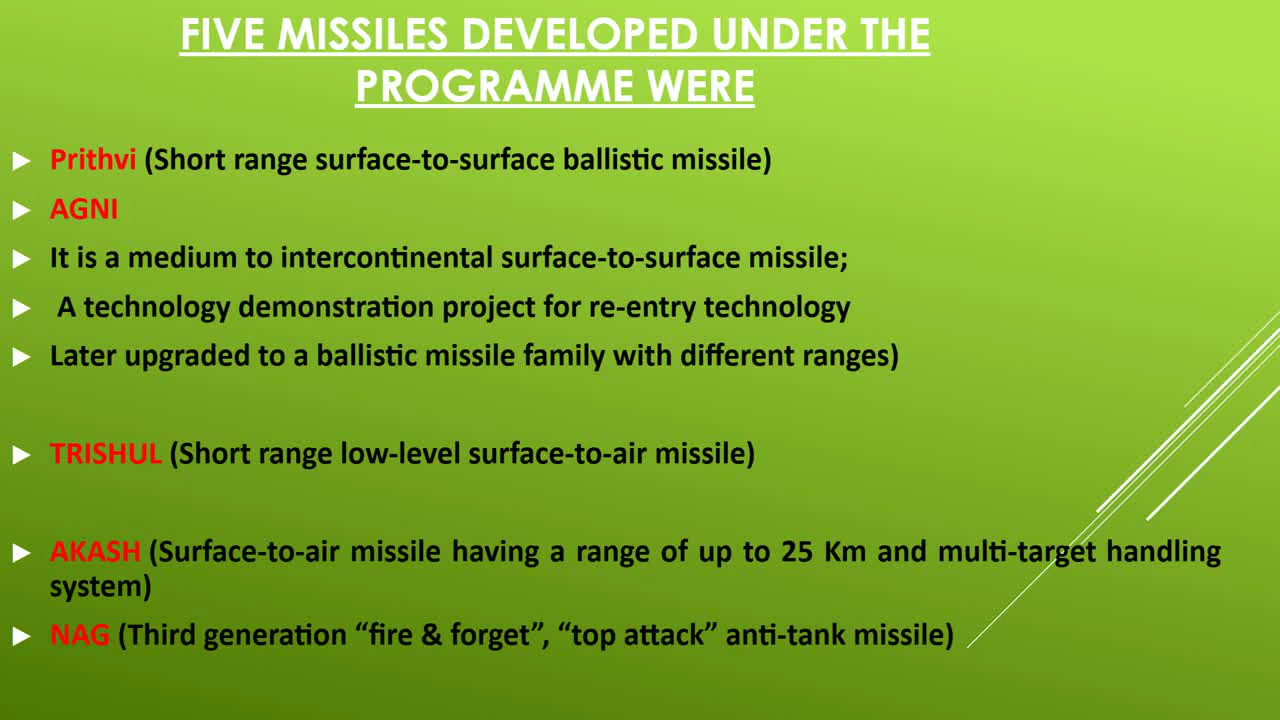 FIVE MISSILES DEVELOPED UNDER THE
PROGRAMME WERE
Prithvi (Short range surface-to-surface ballistic missile)
AGNI
It is a medium to intercontinental surface-to-surface missile;
A technology demonstration project for re-entry technology
Later upgraded to a ballistic missile family with different ranges)
TRISHUL (Short range low-level surface-to-air missile)
AKASH (Surface-to-air missile having a range of up to 25 Km and multi-target handling
system)
NAG (Third generation “fire & forget”, “top attack” anti-tank missile)